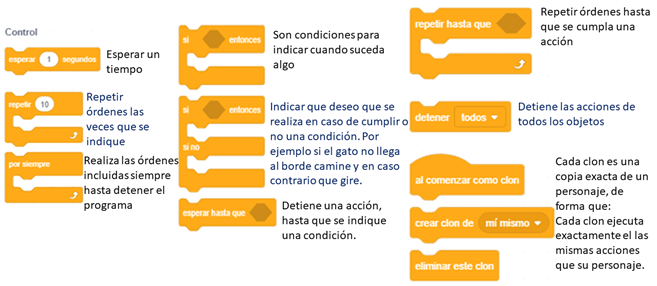 Control
esperar 1 segundos
Esperar un
tiempo
repetir 10
Repetir
órdenes las
veces que se
indique
por siempre
Realiza las órdenes
incluidas siempre
hasta detener el
programa
si entonces
Son condiciones para
indicar cuando suceda
algo
si entonces
si no
Indicar que deseo que se
realiza en caso de cumplir o
no una condición. Por
ejemplo si el gato no llega
al borde camine y en caso
contrario que gire.
esperar hasta que
Detiene una acción,
hasta que se indique
una condición.
repetir hasta que
Repetir órdenes hasta
que se cumpla una
acción
detener todos
Detiene las acciones de
todos los objetos
al comenzar como clon
crear clon de mí mismo
eliminar este clon
Cada clon es una
copia exacta de un
personaje, de
forma que:
Cada clon ejecuta
exactamente el las
mismas acciones
que su personaje.